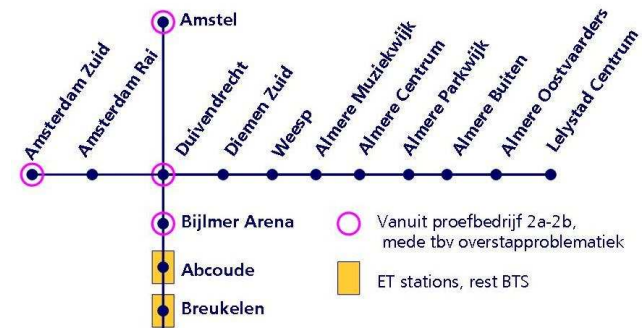 Amstel
Amsterdam Zuid
Amsterdam Rai
Duivendrecht
Diemen Zuid
Weesp
Almere Muziekwijk
Almere Centrum
Almere Parkwijk
Almere Buiten
Almere Oostvaarders
Lelystad Centrum
Bijlmer Arena
Abcoude
Breukelen
Vanuit proefbedrijf 2a-2b,
mede tbv overstapproblematiek
ET stations, rest BTS